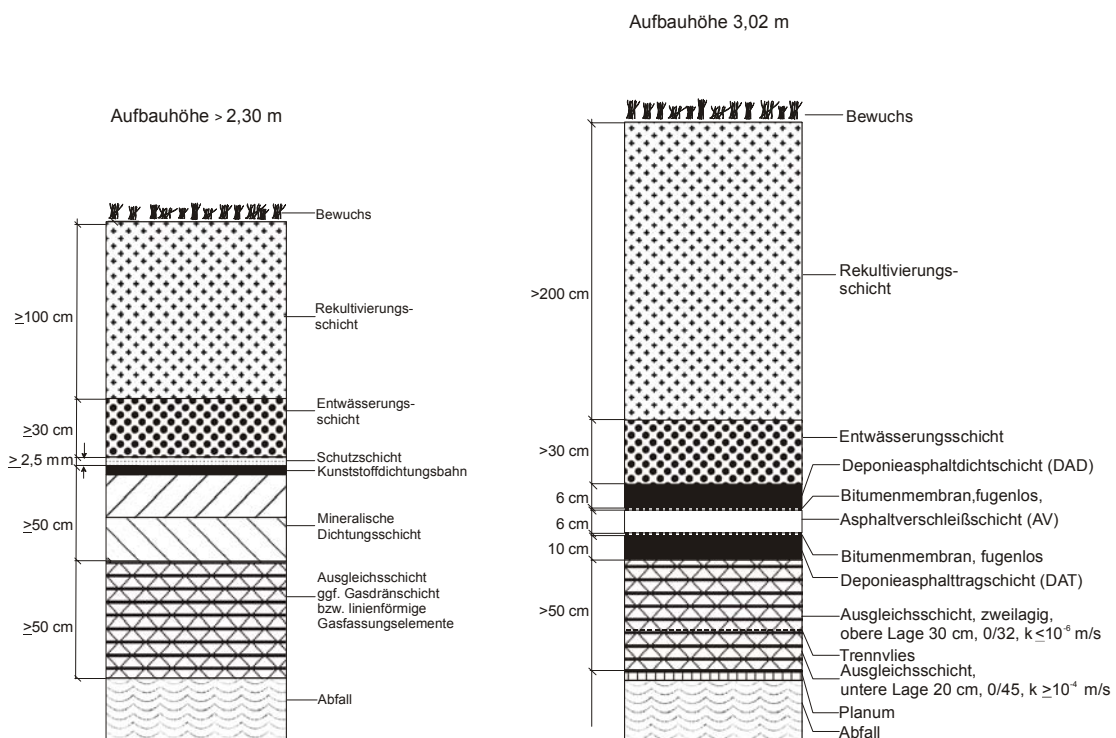 Aufbauhöhe > 2,30 m
Bewuchs
≥100 cm
Rekultivierungs-
schicht
≥30 cm
Entwässerungs-
schicht
≥ 2,5 mm
Schutzschicht
Kunststoffdichtungsbahn
≥50 cm
Mineralische
Dichtungsschicht
≥50 cm
Ausgleichsschicht
ggf. Gasdränschicht
bzw. linienförmige
Gasfassungselemente
Abfall
Aufbauhöhe 3,02 m
Bewuchs
>200 cm
Rekultivierungs-
schicht
>30 cm
Entwässerungsschicht
Deponieasphaltdichtschicht (DAD)
6 cm
Bitumenmembran,fugenlos,
6 cm
Asphaltverschleißschicht (AV)
10 cm
Bitumenmembran, fugenlos
Deponieasphalttragschicht (DAT)
>50 cm
Ausgleichsschicht, zweilagig,
obere Lage 30 cm, 0/32, k ≤10⁻⁶ m/s
Trennvlies
Ausgleichsschicht,
untere Lage 20 cm, 0/45, k ≥10⁻⁴ m/s
Planum
Abfall